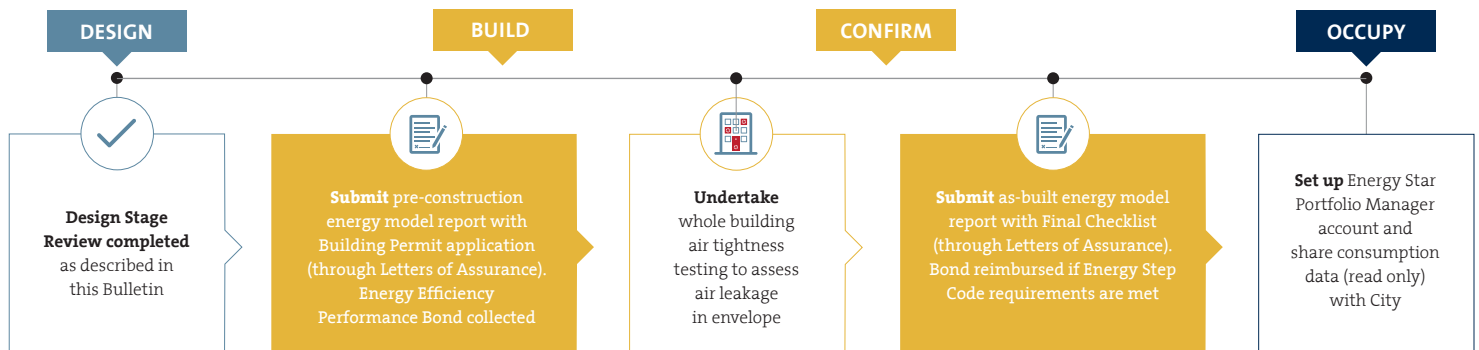 DESIGN
BUILD
CONFIRM
OCCUPY
Design Stage
Review completed
as described in
this Bulletin
Submit pre-construction
energy model report with
Building Permit application
(through Letters of Assurance).
Energy Efficiency
Performance Bond collected
Undertake
whole building
air tightness
testing to assess
air leakage
in envelope
Submit as-built energy model
report with Final Checklist
(through Letters of Assurance).
Bond reimbursed if Energy Step
Code requirements are met
Set up Energy Star
Portfolio Manager
account and
share consumption
data (read only)
with City